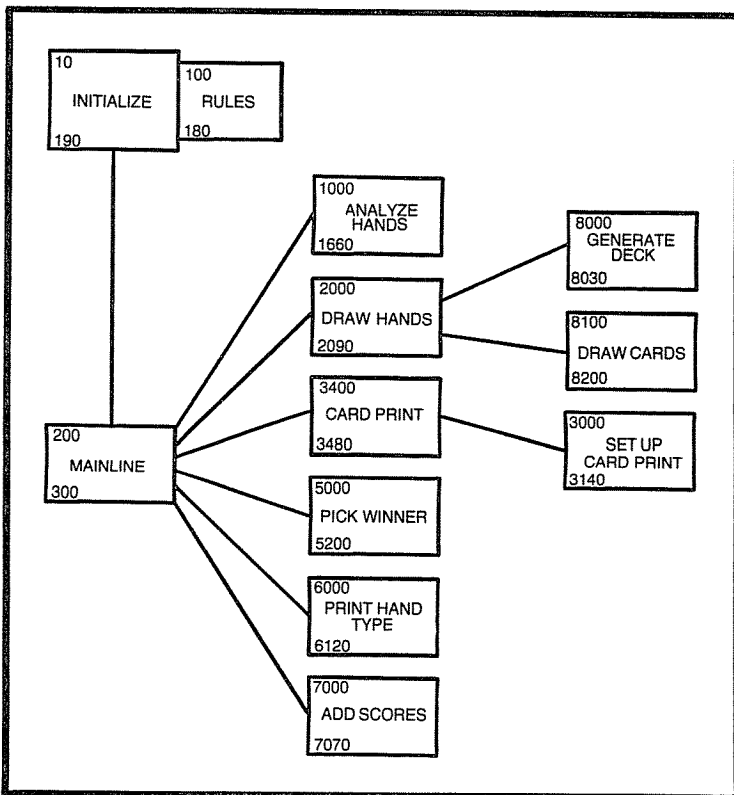 10
INITIALIZE
190
100
RULES
180
1000
ANALYZE
HANDS
1660
2000
DRAW HANDS
2090
8000
GENERATE
DECK
8030
8100
DRAW CARDS
8200
3400
CARD PRINT
3480
3000
SET UP
CARD PRINT
3140
200
MAINLINE
300
5000
PICK WINNER
5200
6000
PRINT HAND
TYPE
6120
7000
ADD SCORES
7070